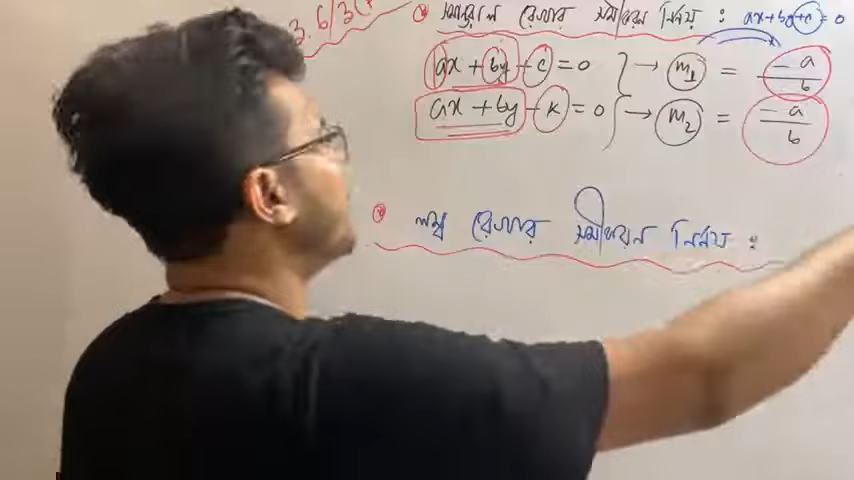 3.6/3(
সমান্তরাল রেখার সমীকরণ নির্ণয় : ax+by+c=0
ax + by + c = 0 → m₁ = -a/b
ax + by + k = 0 → m₂ = -a/b
লম্ব রেখার সমীকরণ নির্ণয় :